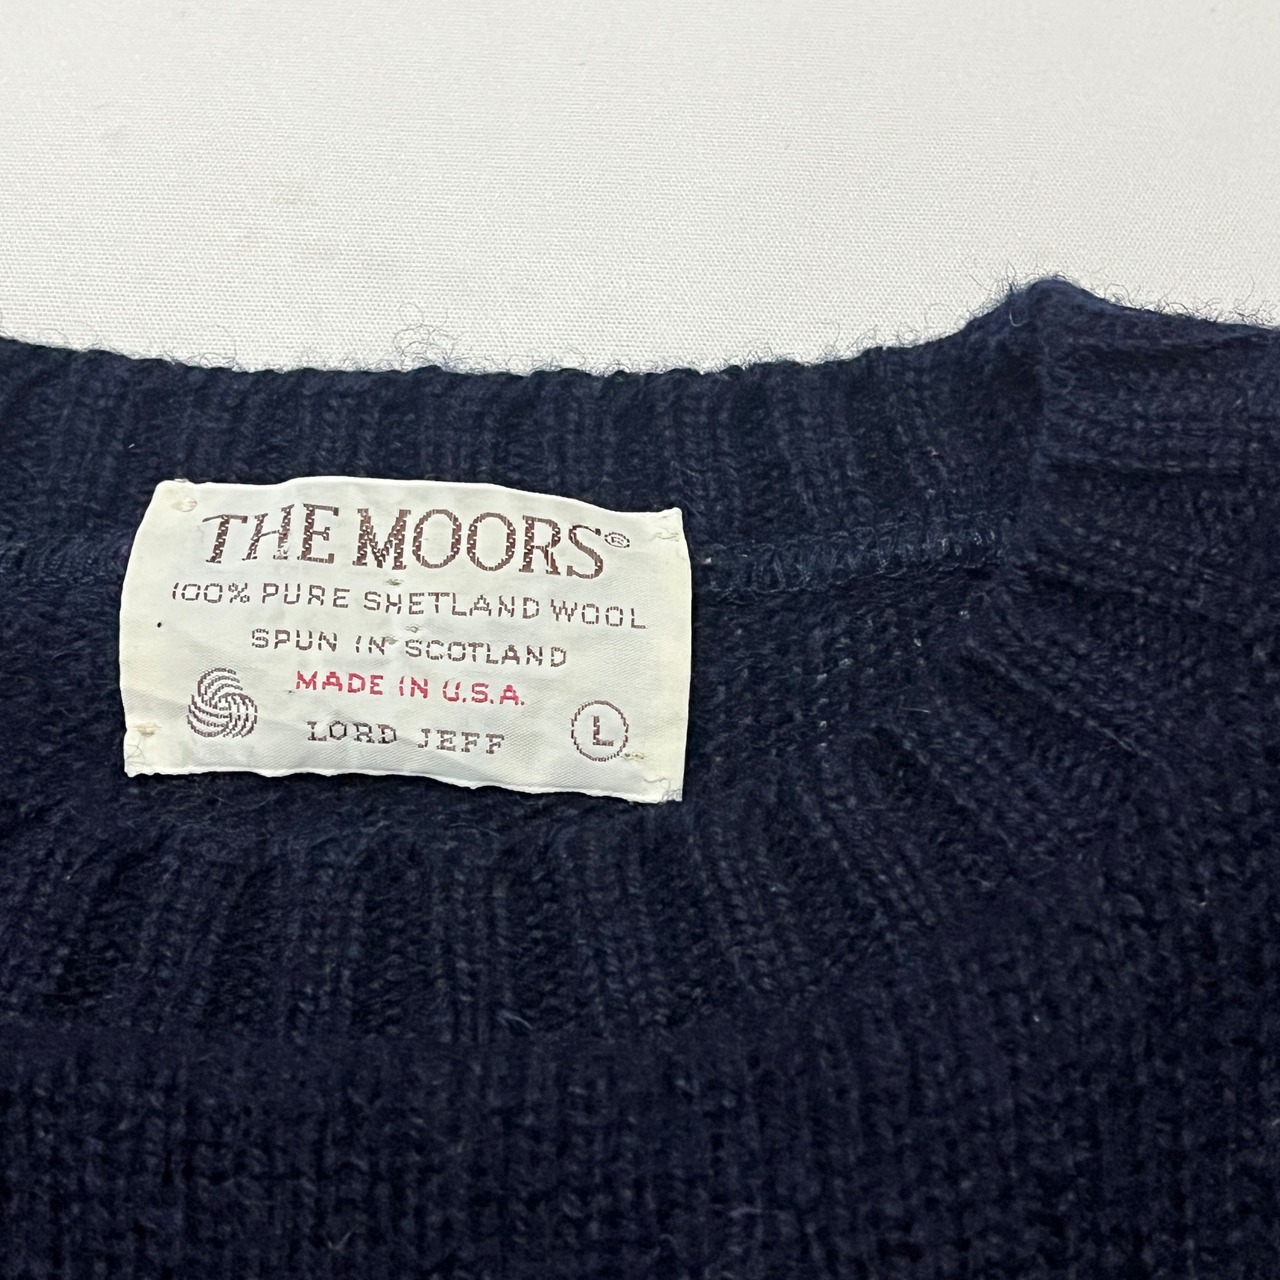 THE MOORS®
100% PURE SHETLAND WOOL
SPUN IN SCOTLAND
MADE IN U.S.A.
LORD JEFF
L